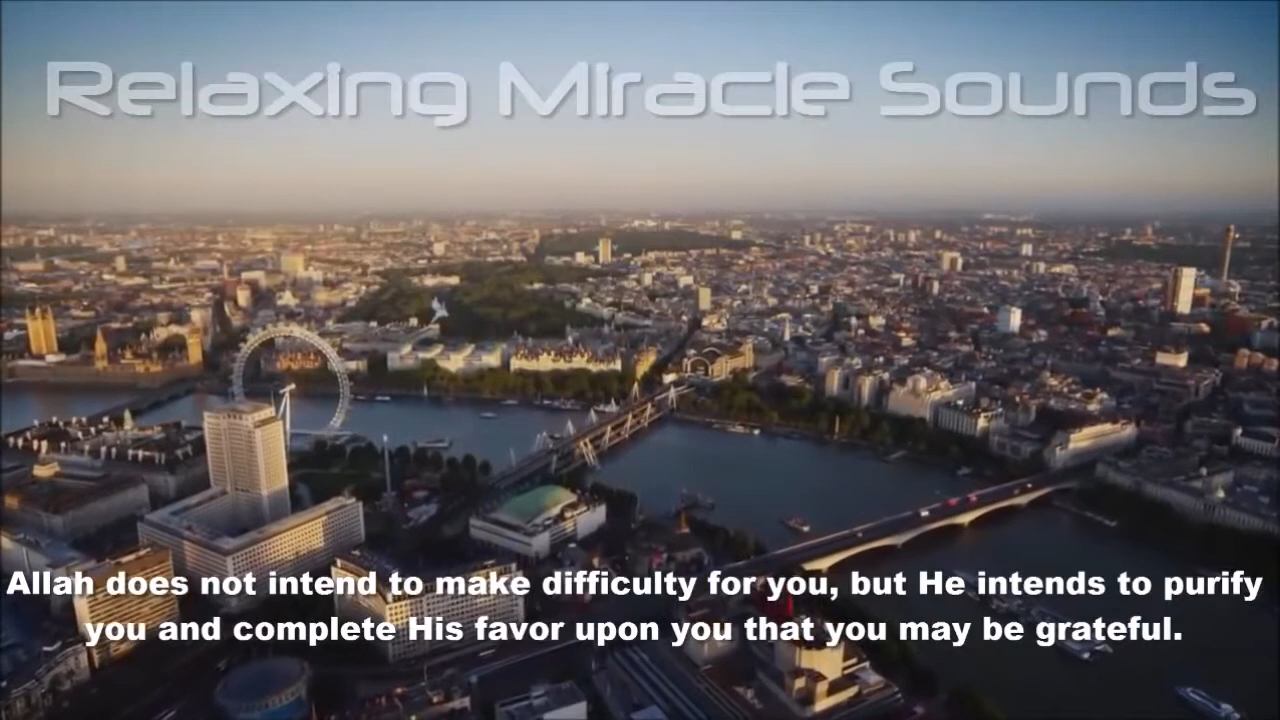 Relaxing Miracle Sounds
Allah does not intend to make difficulty for you, but He intends to purify
you and complete His favor upon you that you may be grateful.